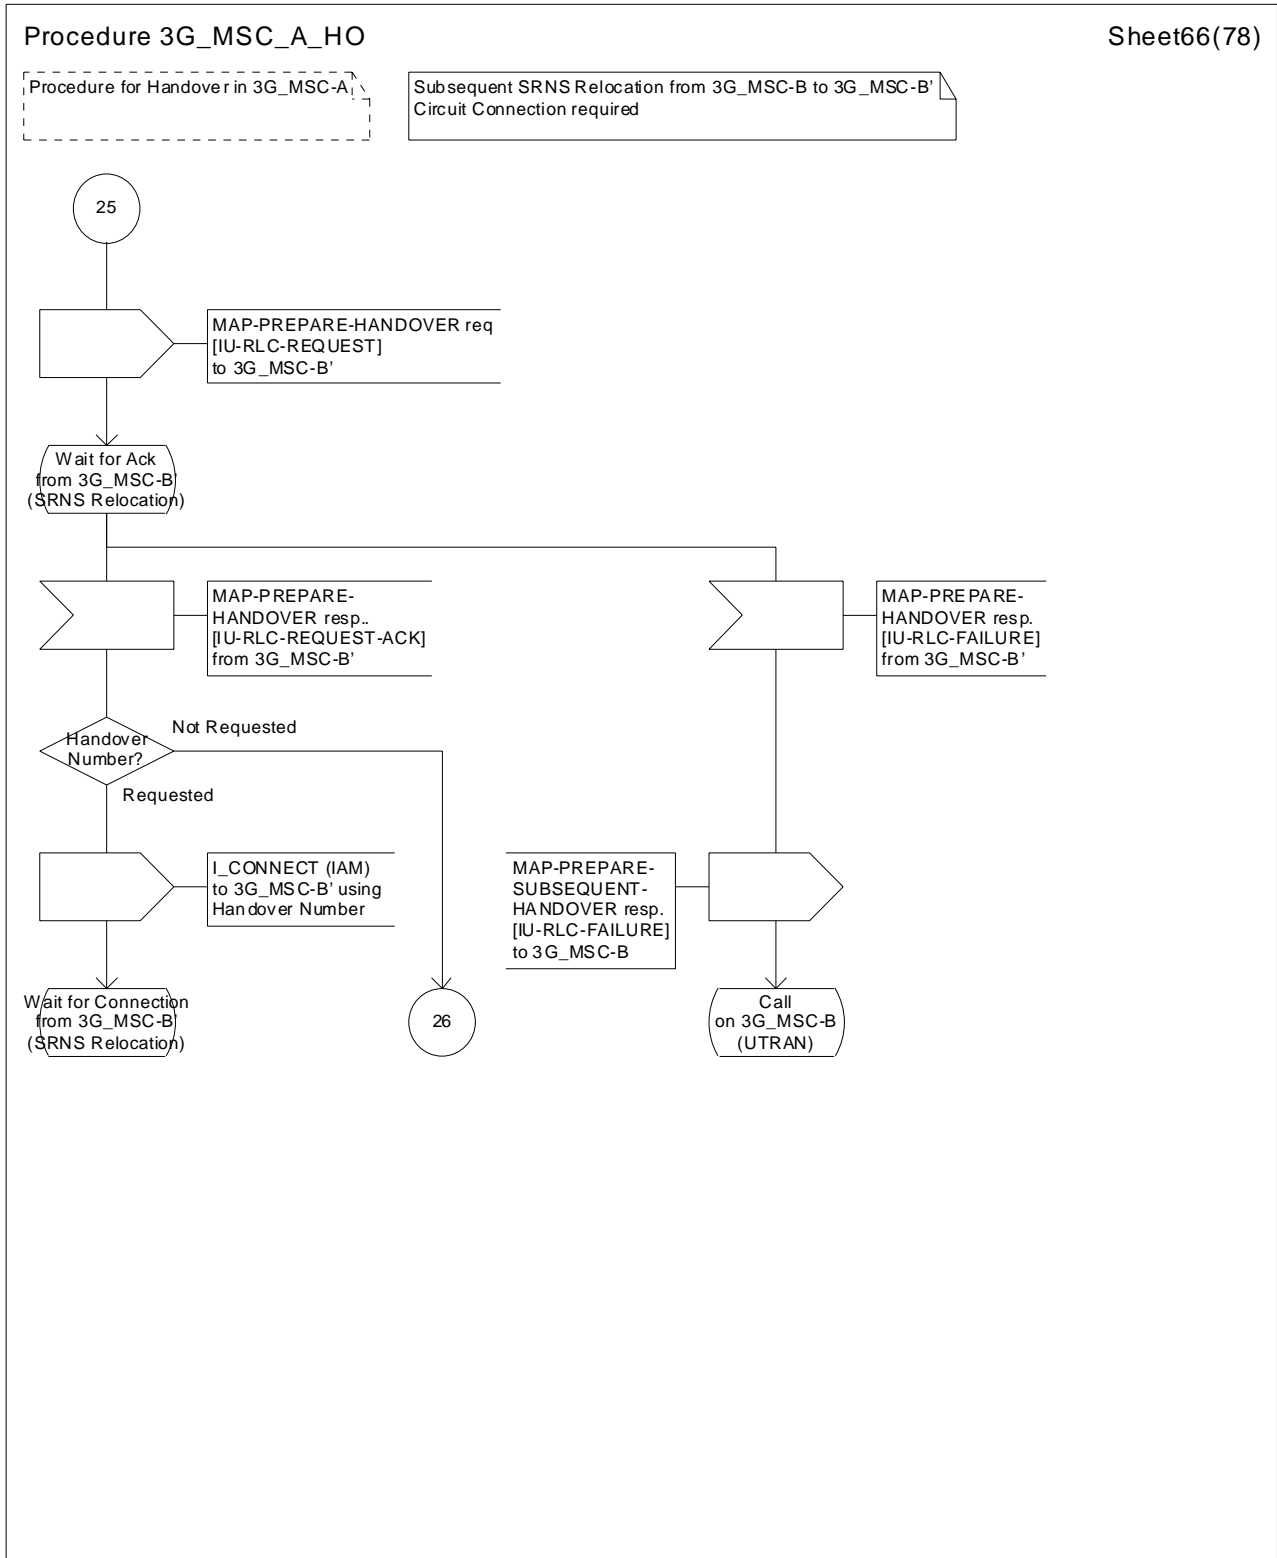 Procedure 3G_MSC_A_HO
Sheet66(78)
Procedure for Handover in 3G_MSC-A
Subsequent SRNS Relocation from 3G_MSC-B to 3G_MSC-B'
Circuit Connection required
25
MAP-PREPARE-HANDOVER req
[IU-RLC-REQUEST]
to 3G_MSC-B'
Wait for Ack
from 3G_MSC-B'
(SRNS Relocation)
MAP-PREPARE-
HANDOVER resp..
[IU-RLC-REQUEST-ACK]
from 3G_MSC-B'
MAP-PREPARE-
HANDOVER resp.
[IU-RLC-FAILURE]
from 3G_MSC-B'
Handover
Number?
Not Requested
Requested
I_CONNECT (IAM)
to 3G_MSC-B' using
Handover Number
MAP-PREPARE-
SUBSEQUENT-
HANDOVER resp.
[IU-RLC-FAILURE]
to 3G_MSC-B
Wait for Connection
from 3G_MSC-B'
(SRNS Relocation)
26
Call
on 3G_MSC-B
(UTRAN)